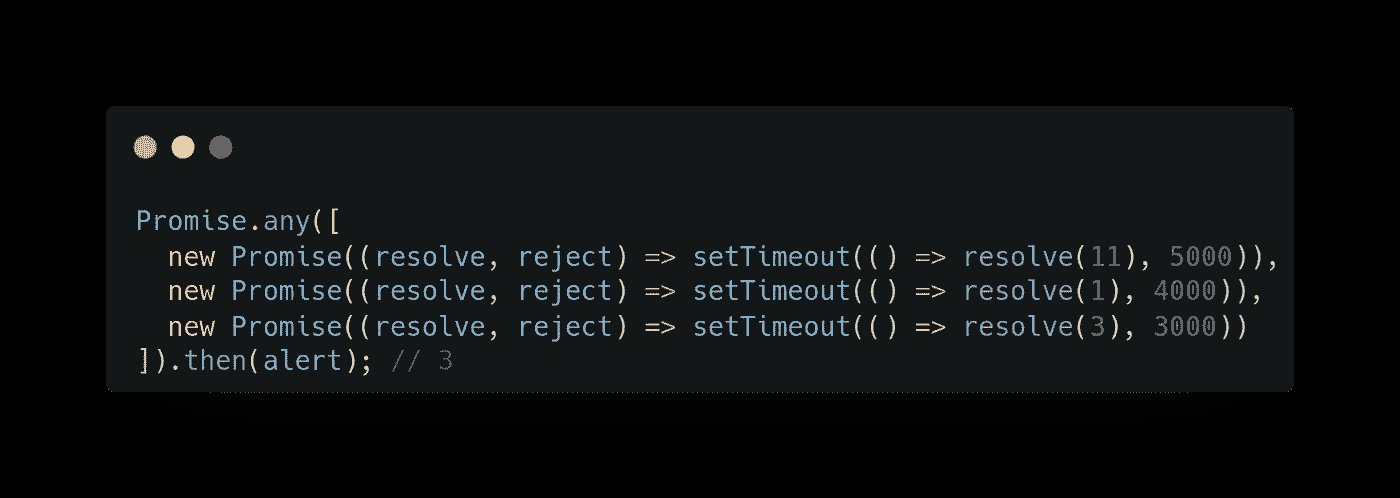 Promise.any([
  new Promise((resolve, reject) => setTimeout(() => resolve(11), 5000)),
  new Promise((resolve, reject) => setTimeout(() => resolve(1), 4000)),
  new Promise((resolve, reject) => setTimeout(() => resolve(3), 3000))
]).then(alert); // 3